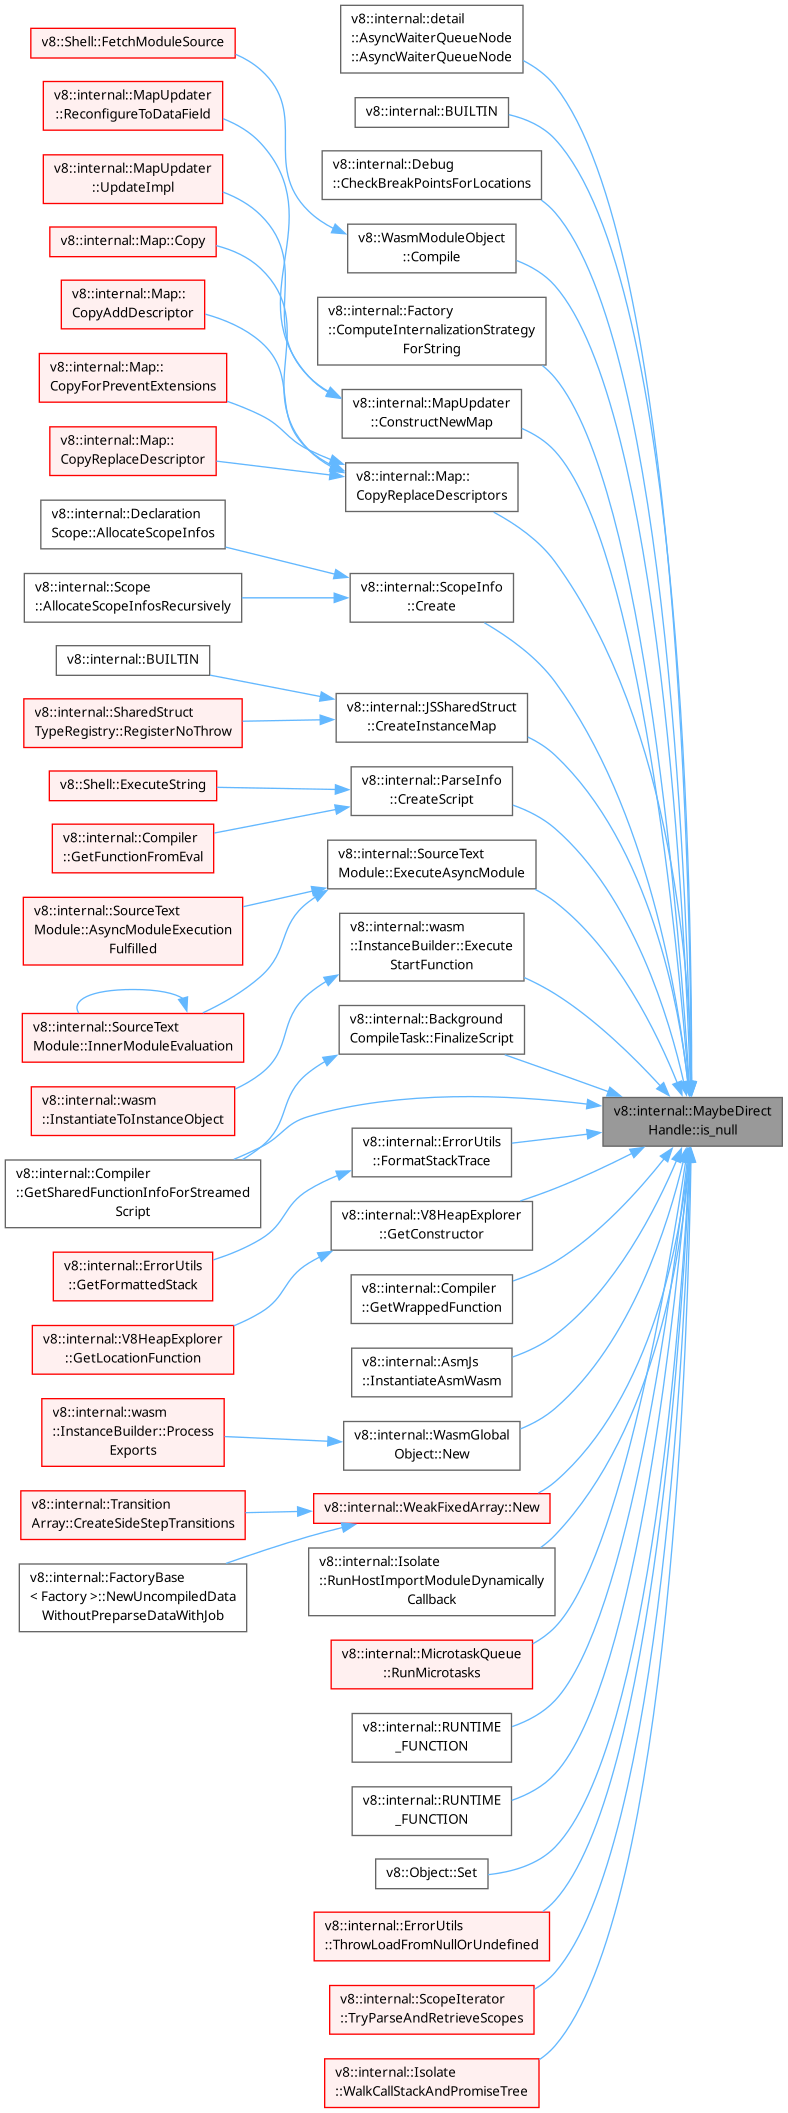 v8::internal::detail
::AsyncWaiterQueueNode
::AsyncWaiterQueueNode
v8::Shell::FetchModuleSource
v8::internal::MapUpdater
::ReconfigureToDataField
v8::internal::BUILTIN
v8::internal::Debug
::CheckBreakPointsForLocations
v8::internal::MapUpdater
::UpdateImpl
v8::internal::Map::Copy
v8::WasmModuleObject
::Compile
v8::internal::Map::
CopyAddDescriptor
v8::internal::Factory
::ComputeInternalizationStrategy
ForString
v8::internal::Map::
CopyForPreventExtensions
v8::internal::MapUpdater
::ConstructNewMap
v8::internal::Map::
CopyReplaceDescriptor
v8::internal::Map::
CopyReplaceDescriptors
v8::internal::Declaration
Scope::AllocateScopeInfos
v8::internal::Scope
::AllocateScopeInfosRecursively
v8::internal::ScopeInfo
::Create
v8::internal::BUILTIN
v8::internal::SharedStruct
TypeRegistry::RegisterNoThrow
v8::internal::JSSharedStruct
::CreateInstanceMap
v8::Shell::ExecuteString
v8::internal::ParseInfo
::CreateScript
v8::internal::Compiler
::GetFunctionFromEval
v8::internal::SourceText
Module::ExecuteAsyncModule
v8::internal::SourceText
Module::AsyncModuleExecution
Fulfilled
v8::internal::wasm
::InstanceBuilder::Execute
StartFunction
v8::internal::SourceText
Module::InnerModuleEvaluation
v8::internal::Background
CompileTask::FinalizeScript
v8::internal::wasm
::InstantiateToInstanceObject
v8::internal::MaybeDirect
Handle::is_null
v8::internal::Compiler
::GetSharedFunctionInfoForStreamed
Script
v8::internal::ErrorUtils
::FormatStackTrace
v8::internal::V8HeapExplorer
::GetConstructor
v8::internal::ErrorUtils
::GetFormattedStack
v8::internal::Compiler
::GetWrappedFunction
v8::internal::V8HeapExplorer
::GetLocationFunction
v8::internal::AsmJs
::InstantiateAsmWasm
v8::internal::wasm
::InstanceBuilder::Process
Exports
v8::internal::WasmGlobal
Object::New
v8::internal::Transition
Array::CreateSideStepTransitions
v8::internal::WeakFixedArray::New
v8::internal::FactoryBase
< Factory >::NewUncompiledData
WithoutPreparseDataWithJob
v8::internal::Isolate
::RunHostImportModuleDynamically
Callback
v8::internal::MicrotaskQueue
::RunMicrotasks
v8::internal::RUNTIME
_FUNCTION
v8::internal::RUNTIME
_FUNCTION
v8::Object::Set
v8::internal::ErrorUtils
::ThrowLoadFromNullOrUndefined
v8::internal::ScopeIterator
::TryParseAndRetrieveScopes
v8::internal::Isolate
::WalkCallStackAndPromiseTree